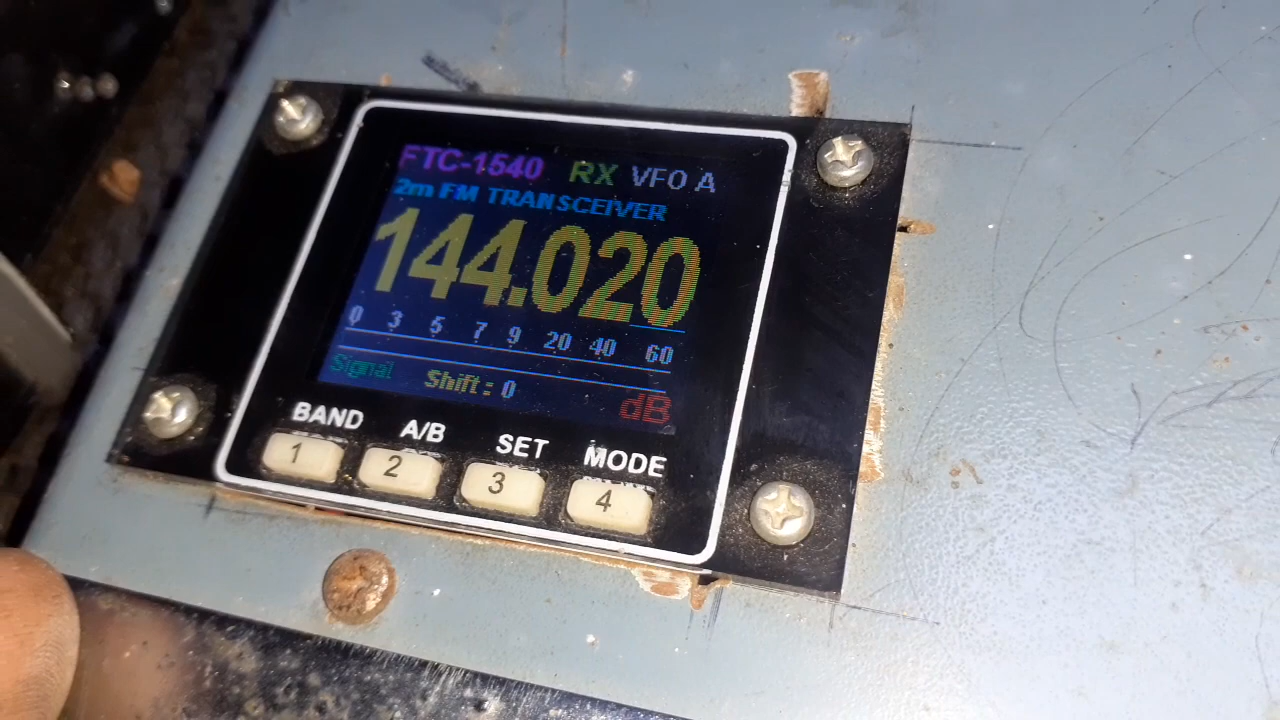 FTC-1540 RX VFO A
2m FM TRANSCEIVER
144.020
0 3 5 7 9 20 40 60
Signal Shift: 0 dB
BAND A/B SET MODE
1 2 3 4